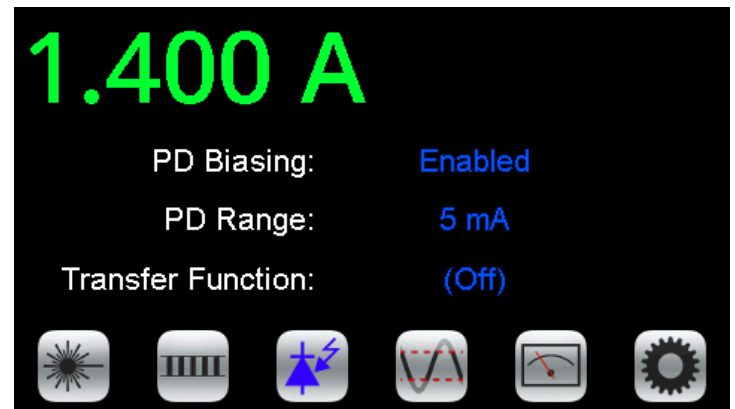 1.400 A
PD Biasing: Enabled
PD Range: 5 mA
Transfer Function: (Off)